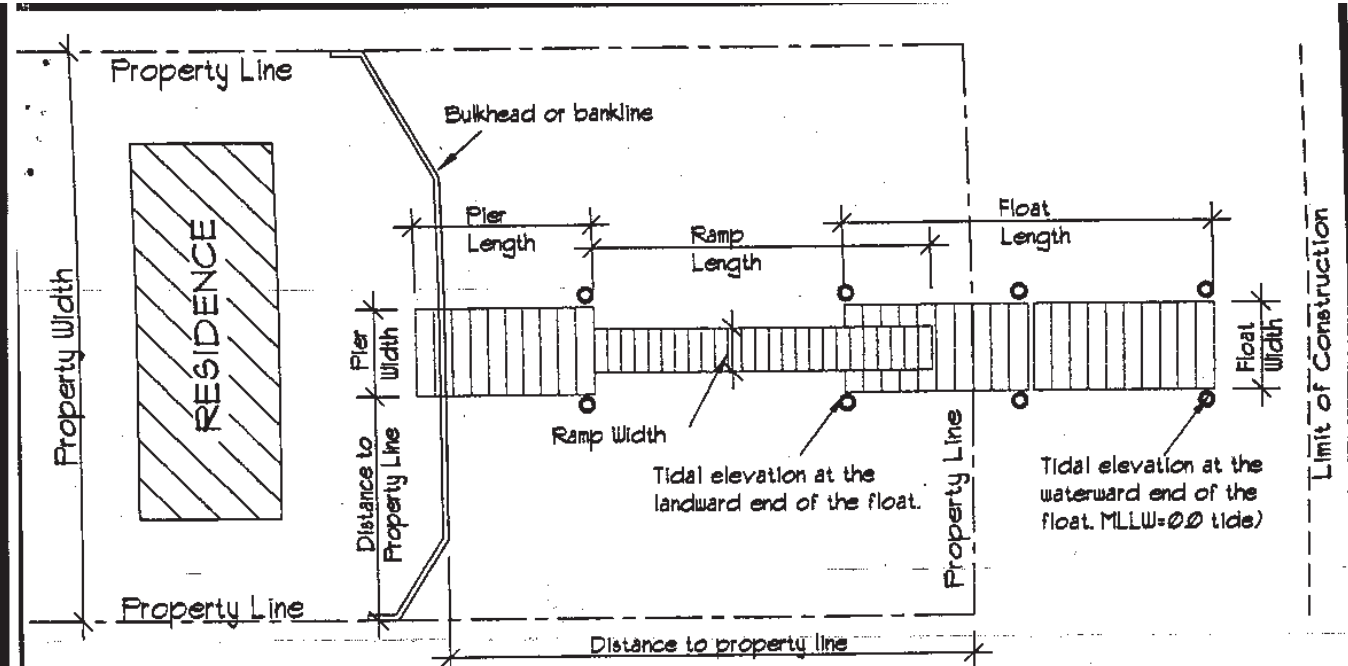 Property Line
Bulkhead or bankline
Property Width
RESIDENCE
Pier
Length
Ramp
Length
Float
Length
Pier
Width
Float
Width
Limit of Construction
Ramp Width
Distance to
Property Line
Tidal elevation at the
landward end of the float.
Property Line
Tidal elevation at the
waterward end of the
float. MLLW=0.0 tide)
Property Line
Distance to property line